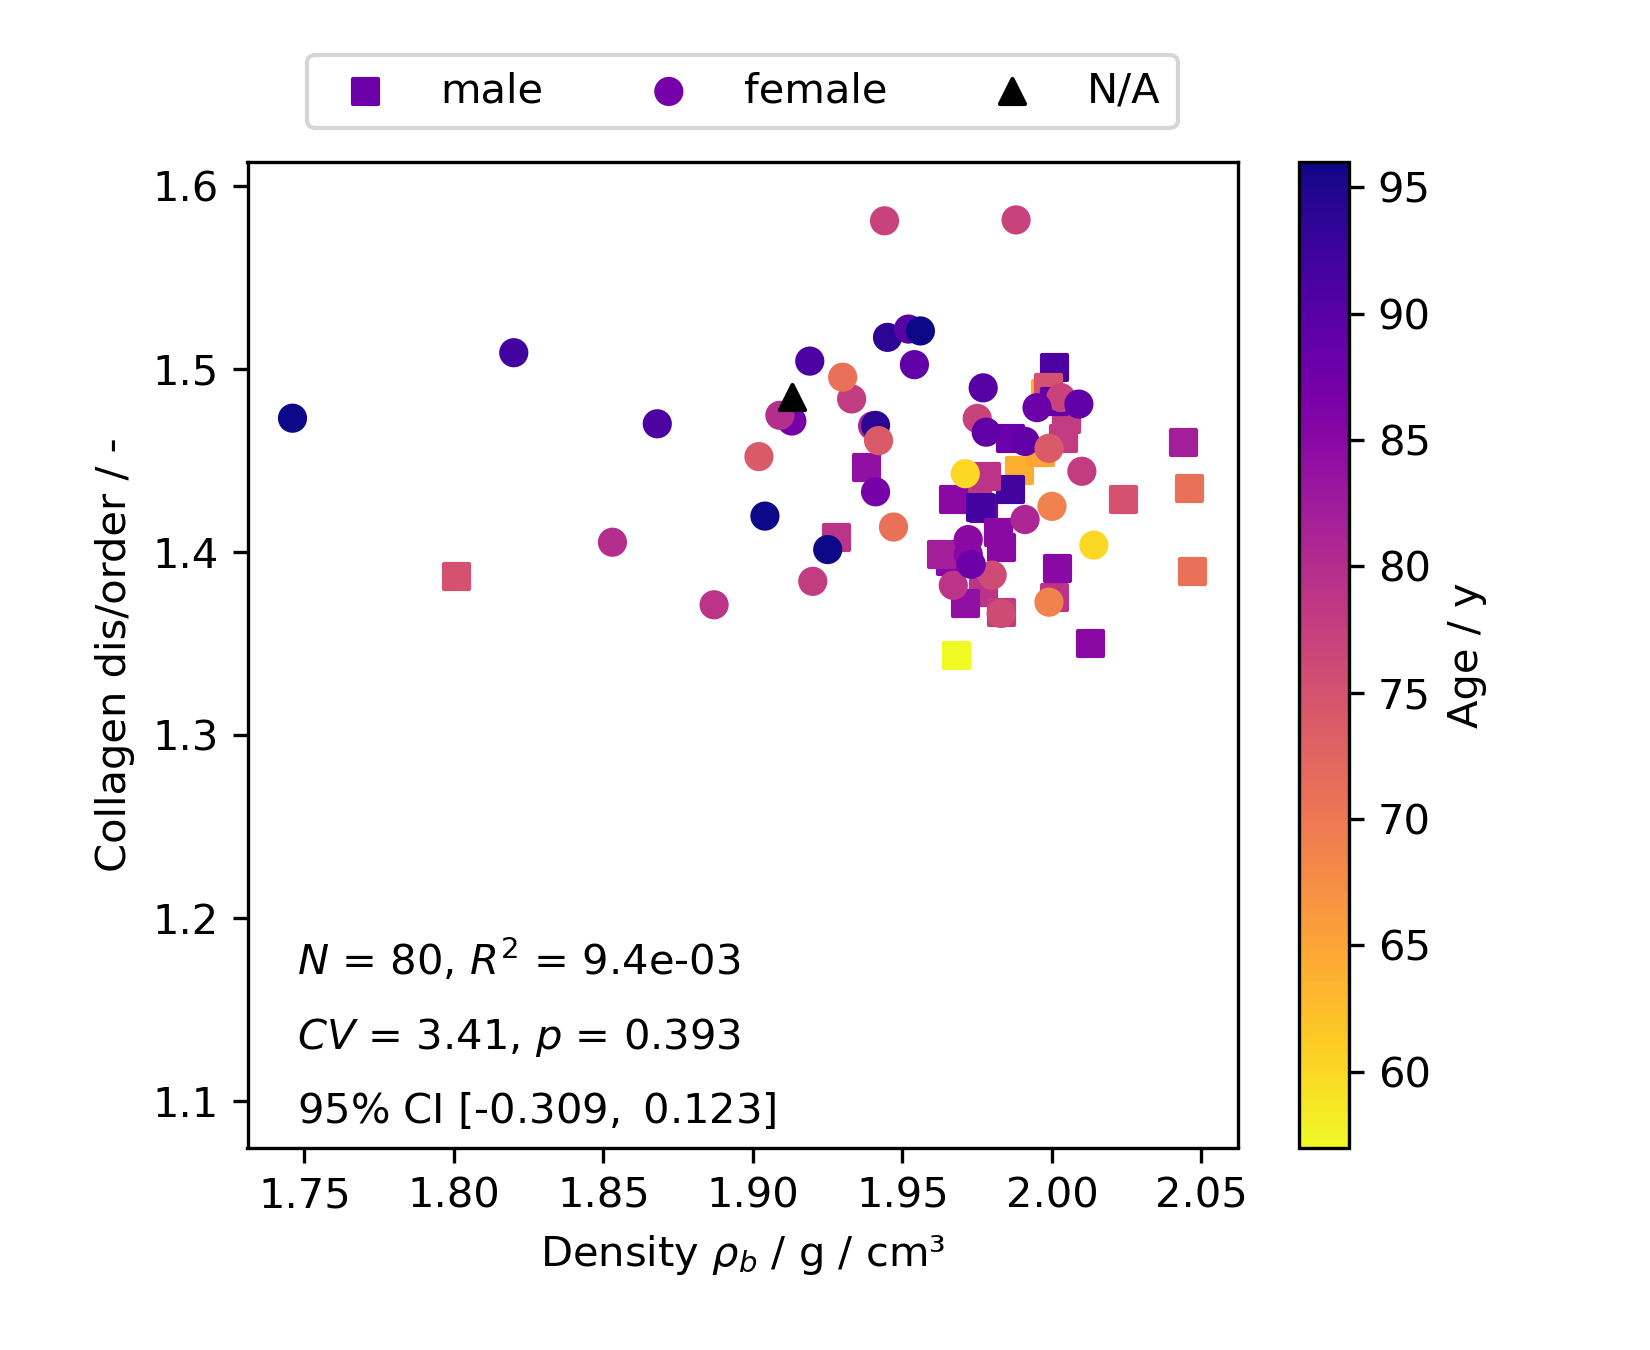 male female N/A
1.6
1.5
1.4
1.3
1.2
1.1
Collagen dis/order / -
N = 80, R² = 9.4e-03
CV = 3.41, p = 0.393
95% CI [-0.309, 0.123]
1.75 1.80 1.85 1.90 1.95 2.00 2.05
Density ρb / g / cm³
95
90
85
80
75
70
65
60
Age / y